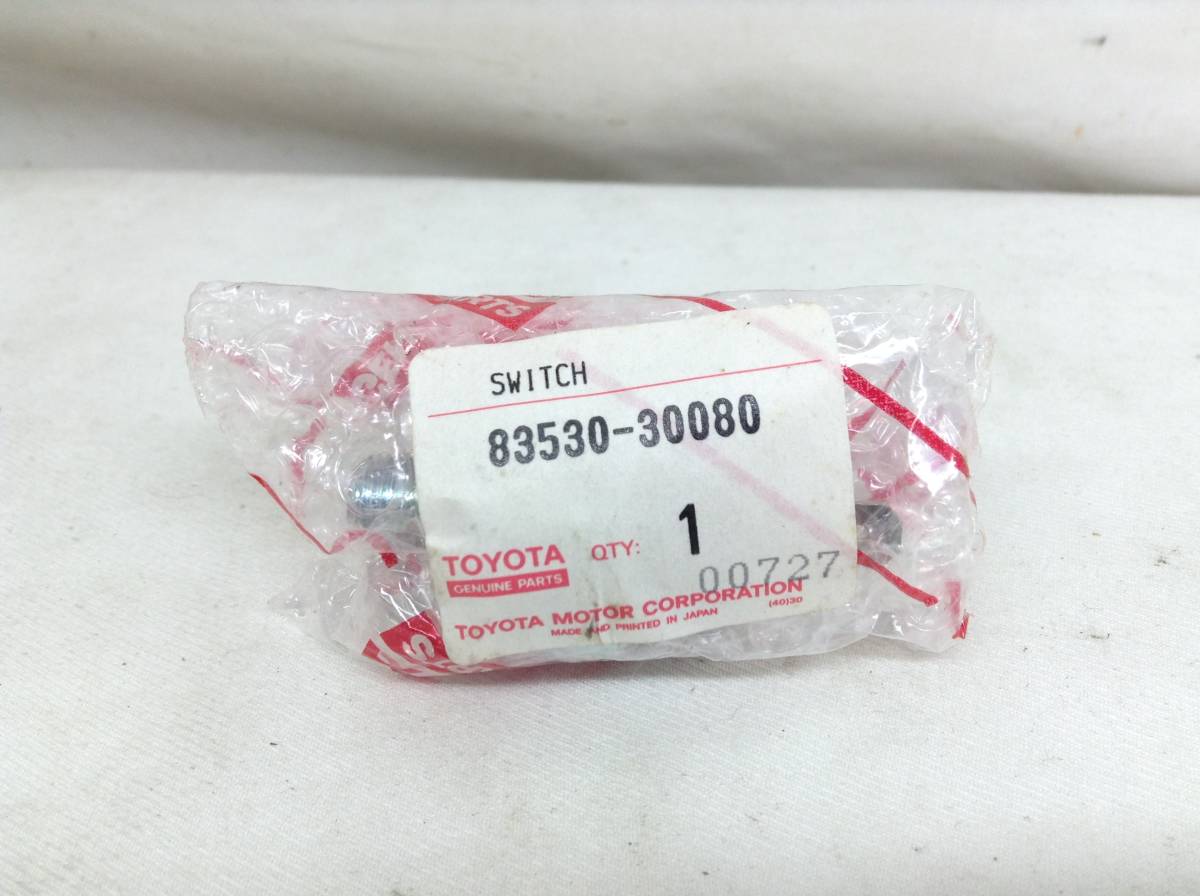 SWITCH
83530-30080
TOYOTA QTY: 1
GENUINE PARTS
00727
TOYOTA MOTOR CORPORATION
MADE AND PRINTED IN JAPAN (40)30